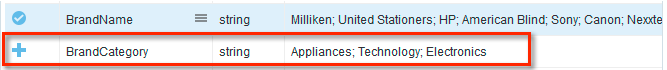 BrandName string Milliken; United Stationers; HP; American Blind; Sony; Canon; Nexxte
BrandCategory string Appliances; Technology; Electronics